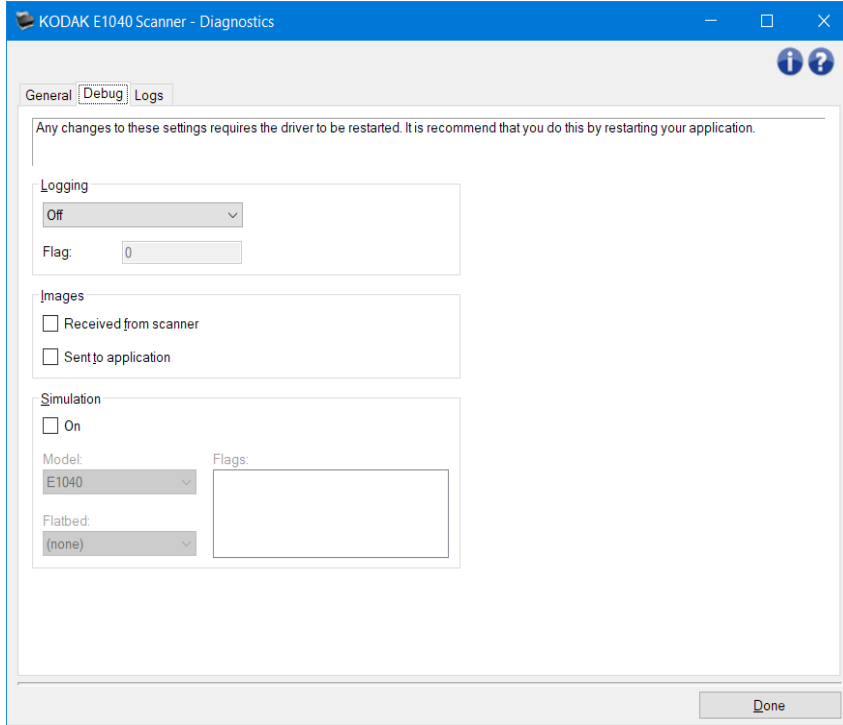 KODAK E1040 Scanner - Diagnostics
General Debug Logs
Any changes to these settings requires the driver to be restarted. It is recommend that you do this by restarting your application.
Logging
Off
Flag: 0
Images
Received from scanner
Sent to application
Simulation
On
Model: Flags:
E1040
Flatbed:
(none)
Done